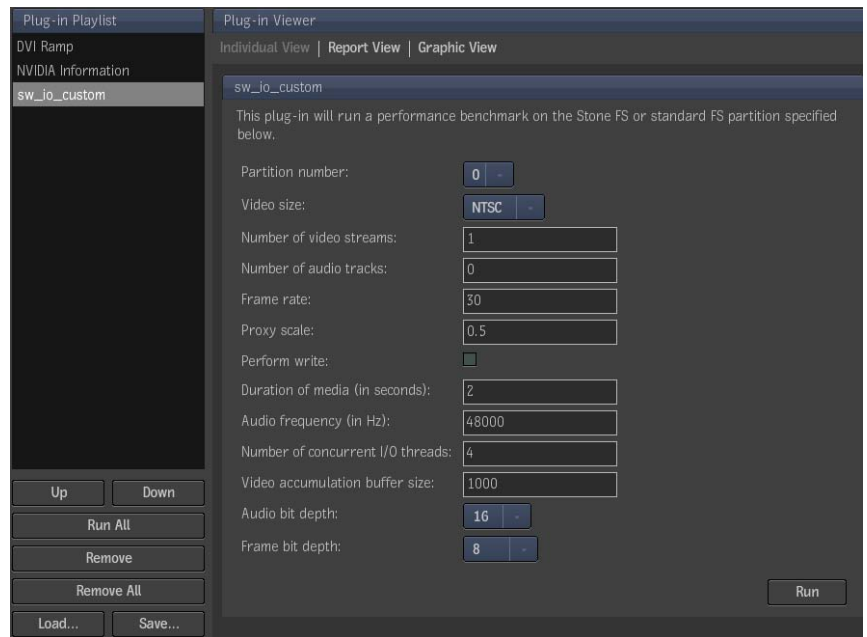 Plug-in Playlist
DVI Ramp
NVIDIA Information
sw_io_custom
Up Down
Run All
Remove
Remove All
Load... Save...
Plug-in Viewer
Individual View | Report View | Graphic View
sw_io_custom
This plug-in will run a performance benchmark on the Stone FS or standard FS partition specified
below.
Partition number: 0
Video size: NTSC
Number of video streams: 1
Number of audio tracks: 0
Frame rate: 30
Proxy scale: 0.5
Perform write:
Duration of media (in seconds): 2
Audio frequency (in Hz): 48000
Number of concurrent I/O threads: 4
Video accumulation buffer size: 1000
Audio bit depth: 16
Frame bit depth: 8
Run